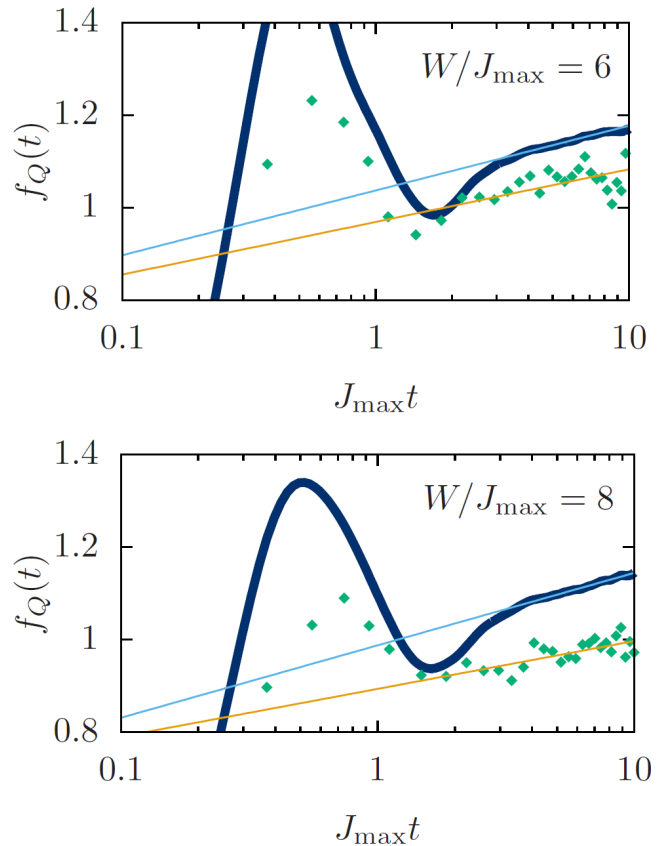 1.4
W/J_max = 6
1.2
f_Q(t)
1
0.8
0.1 1 10
J_max t
1.4
W/J_max = 8
1.2
f_Q(t)
1
0.8
0.1 1 10
J_max t